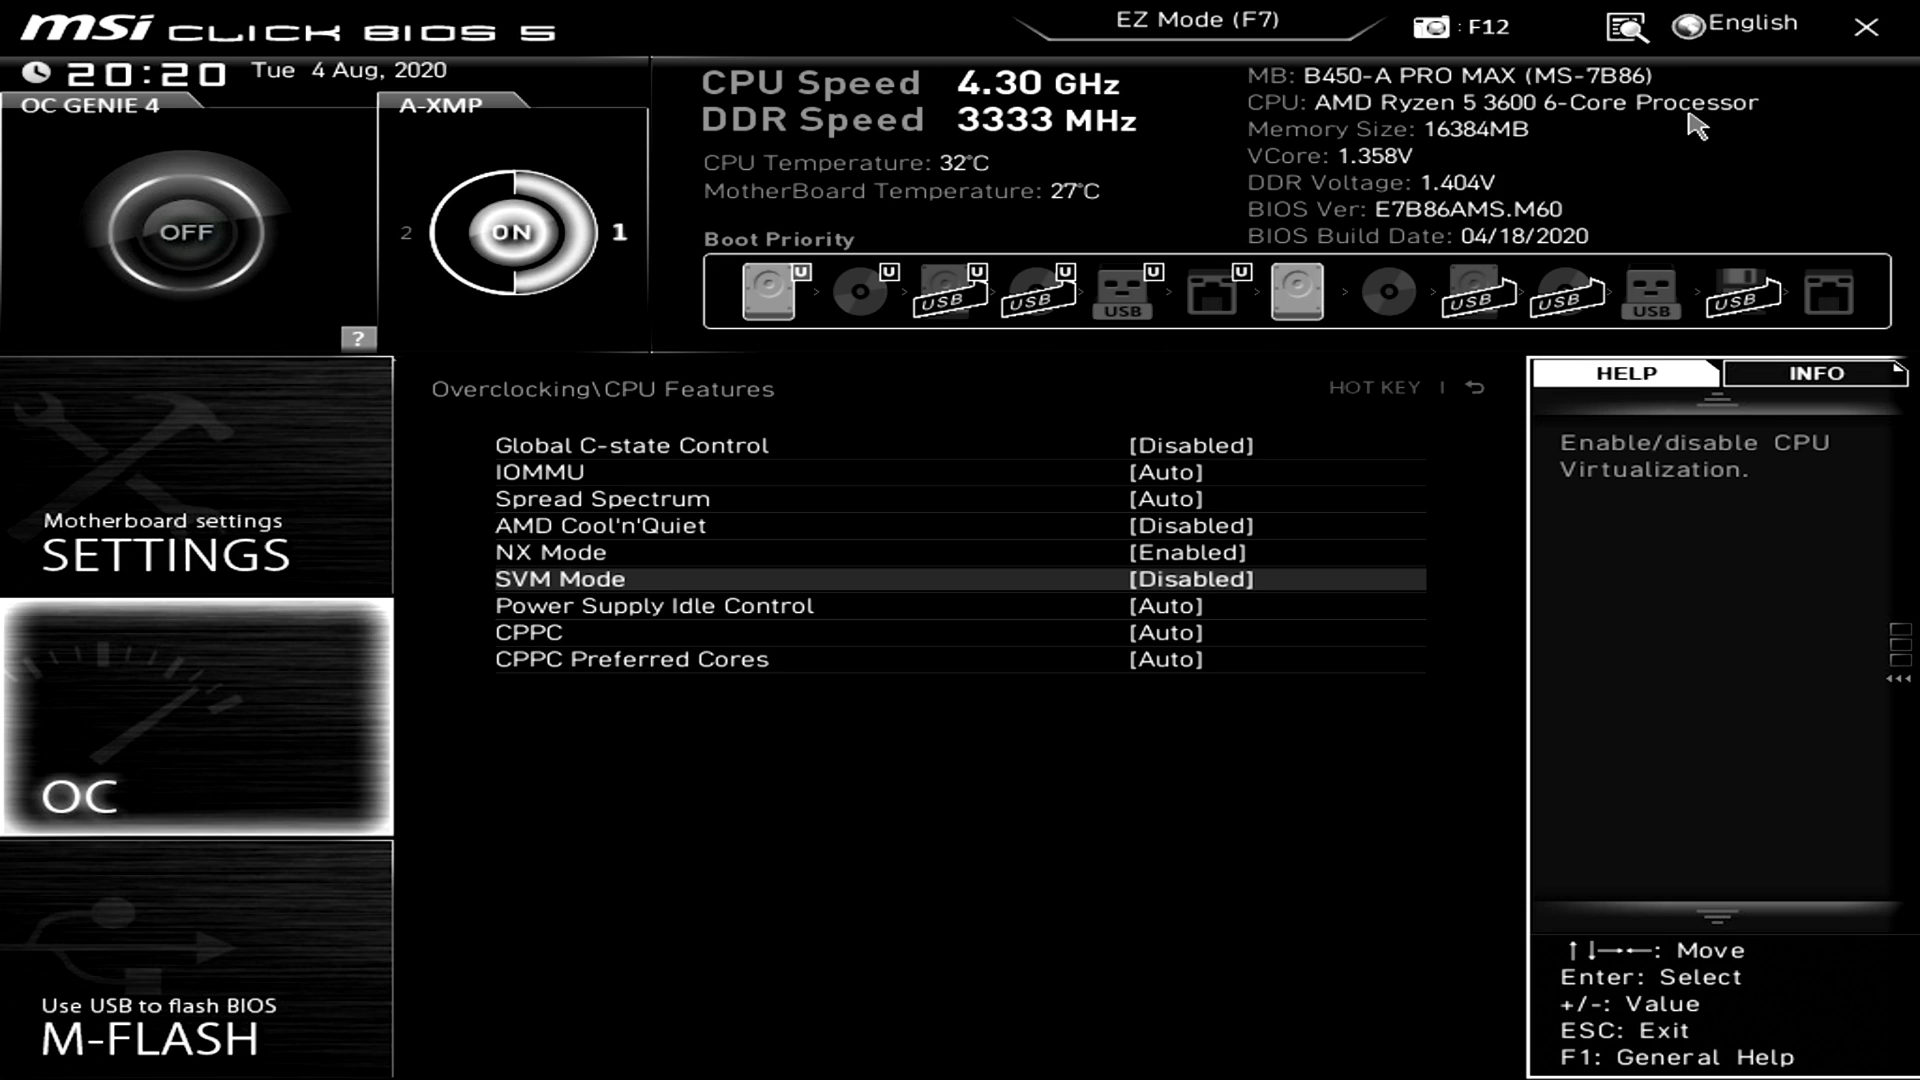 msi CLICK BIOS 5
EZ Mode (F7)
: F12
English
20:20 Tue 4 Aug, 2020
OC GENIE 4
OFF
?
A-XMP
2
ON
1
CPU Speed 4.30 GHz
DDR Speed 3333 MHz
CPU Temperature: 32°C
MotherBoard Temperature: 27°C
MB: B450-A PRO MAX (MS-7B86)
CPU: AMD Ryzen 5 3600 6-Core Processor
Memory Size: 16384MB
VCore: 1.358V
DDR Voltage: 1.404V
BIOS Ver: E7B86AMS.M60
BIOS Build Date: 04/18/2020
Boot Priority
U U U U U U
USB USB USB USB USB USB USB
Motherboard settings
SETTINGS
OC
Use USB to flash BIOS
M-FLASH
Overclocking\CPU Features
HOT KEY |
Global C-state Control [Disabled]
IOMMU [Auto]
Spread Spectrum [Auto]
AMD Cool'n'Quiet [Disabled]
NX Mode [Enabled]
SVM Mode [Disabled]
Power Supply Idle Control [Auto]
CPPC [Auto]
CPPC Preferred Cores [Auto]
HELP
INFO
Enable/disable CPU
Virtualization.
↑↓→←: Move
Enter: Select
+/-: Value
ESC: Exit
F1: General Help